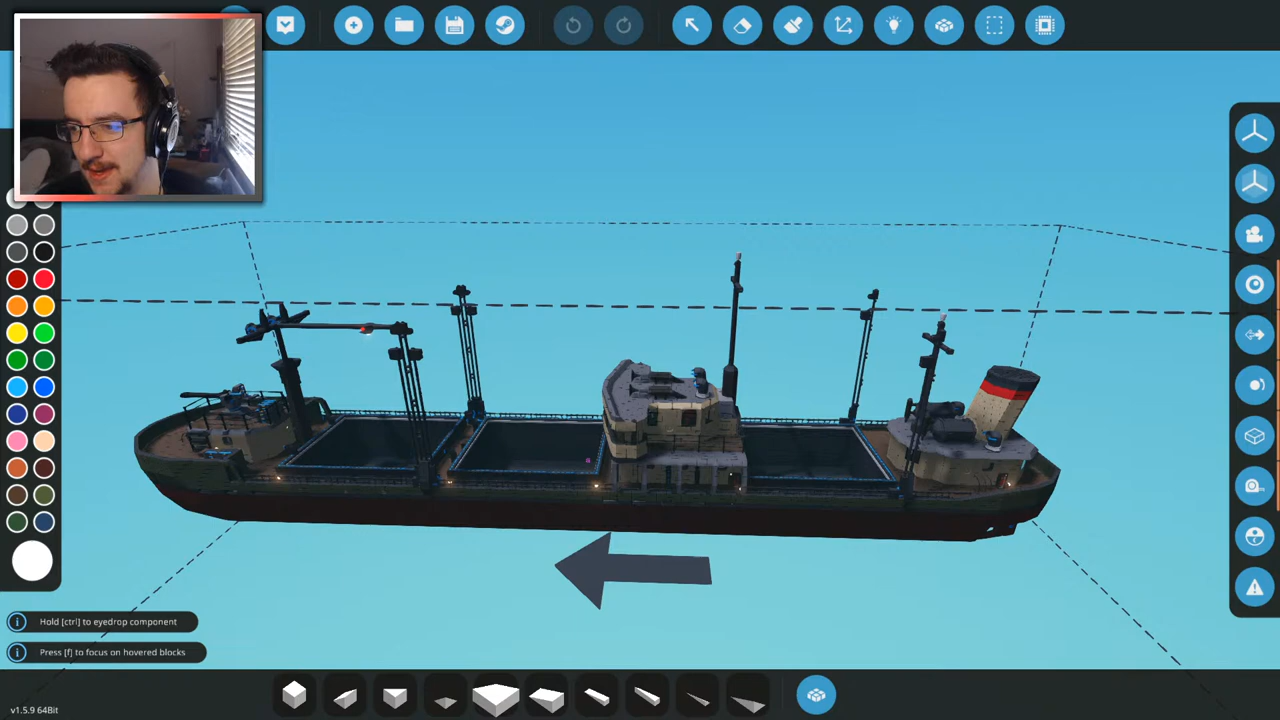 Hold [ctrl] to eyedrop component
Press [f] to focus on hovered blocks
v1.5.9 64Bit